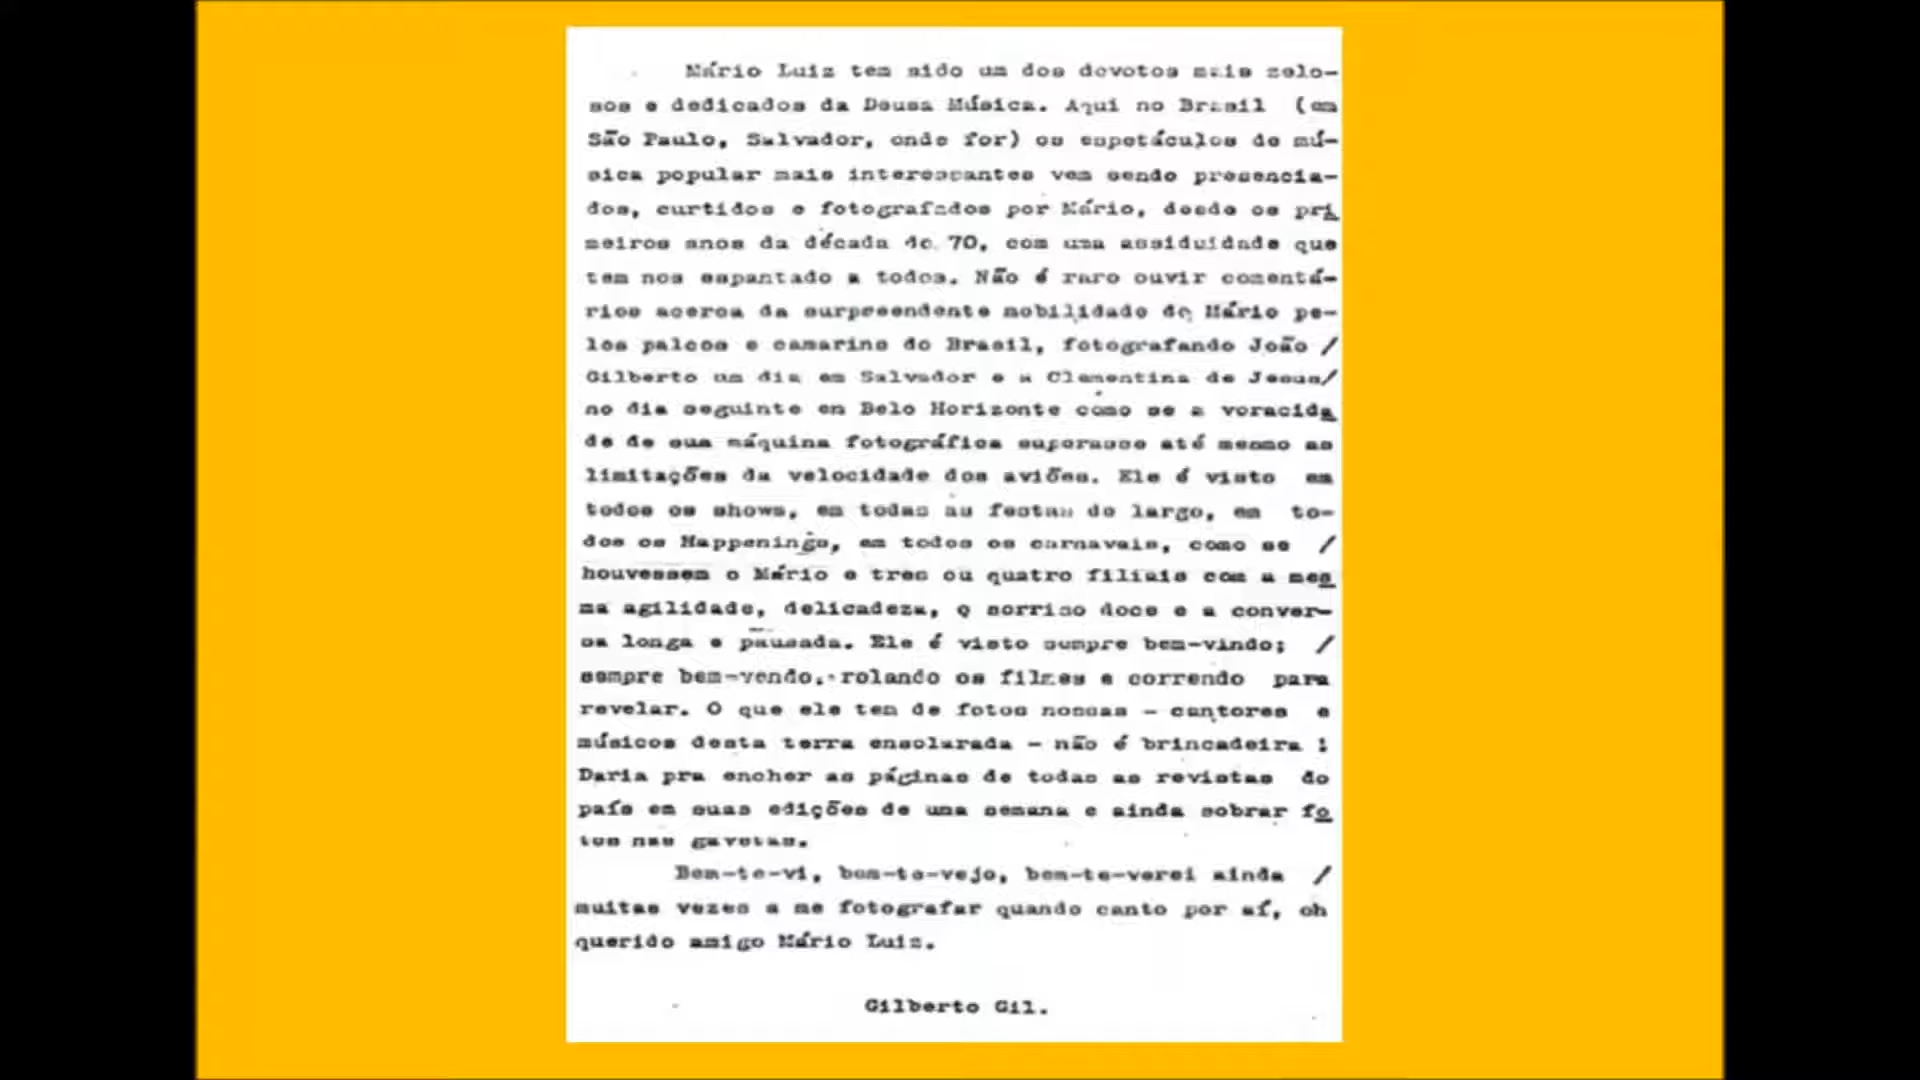 Mário Luiz tem sido um dos devotos mais zelo-
sos e dedicados da Deusa Música. Aqui no Brasil (em
São Paulo, Salvador, onde for) os espetáculos de mú-
sica popular mais interessantes vem sendo presencia-
dos, curtidos e fotografados por Mário, desde os pri
meiros anos da década de 70, com uma assiduidade que
tem nos espantado a todos. Não é raro ouvir comentá-
rios acerca da surpreendente mobilidade de Mário pe-
los palcos e camarins do Brasil, fotografando João /
Gilberto um dia em Salvador e a Clementina de Jesus/
no dia seguinte em Belo Horizonte como se a voracida
de de sua máquina fotográfica superasse até mesmo as
limitações da velocidade dos aviões. Ele é visto em
todos os shows, em todas as festas de largo, em to-
dos os Happenings, em todos os carnavais, como se /
houvessem o Mário e tres ou quatro filiais com a mes
ma agilidade, delicadeza, o sorriso doce e a conver-
sa longa e pausada. Ele é visto sempre bem-vindo; /
sempre bem-vendo, rolando os filmes e correndo para
revelar. O que ele tem de fotos nossas - cantores e
músicos desta terra ensolarada - não é brincadeira !
Daria pra encher as páginas de todas as revistas do
país em suas edições de uma semana e ainda sobrar fo
tos nas gavetas.
Bem-te-vi, bem-te-vejo, bem-te-verei ainda /
muitas vezes a me fotografar quando canto por aí, oh
querido amigo Mário Luiz.
Gilberto Gil.